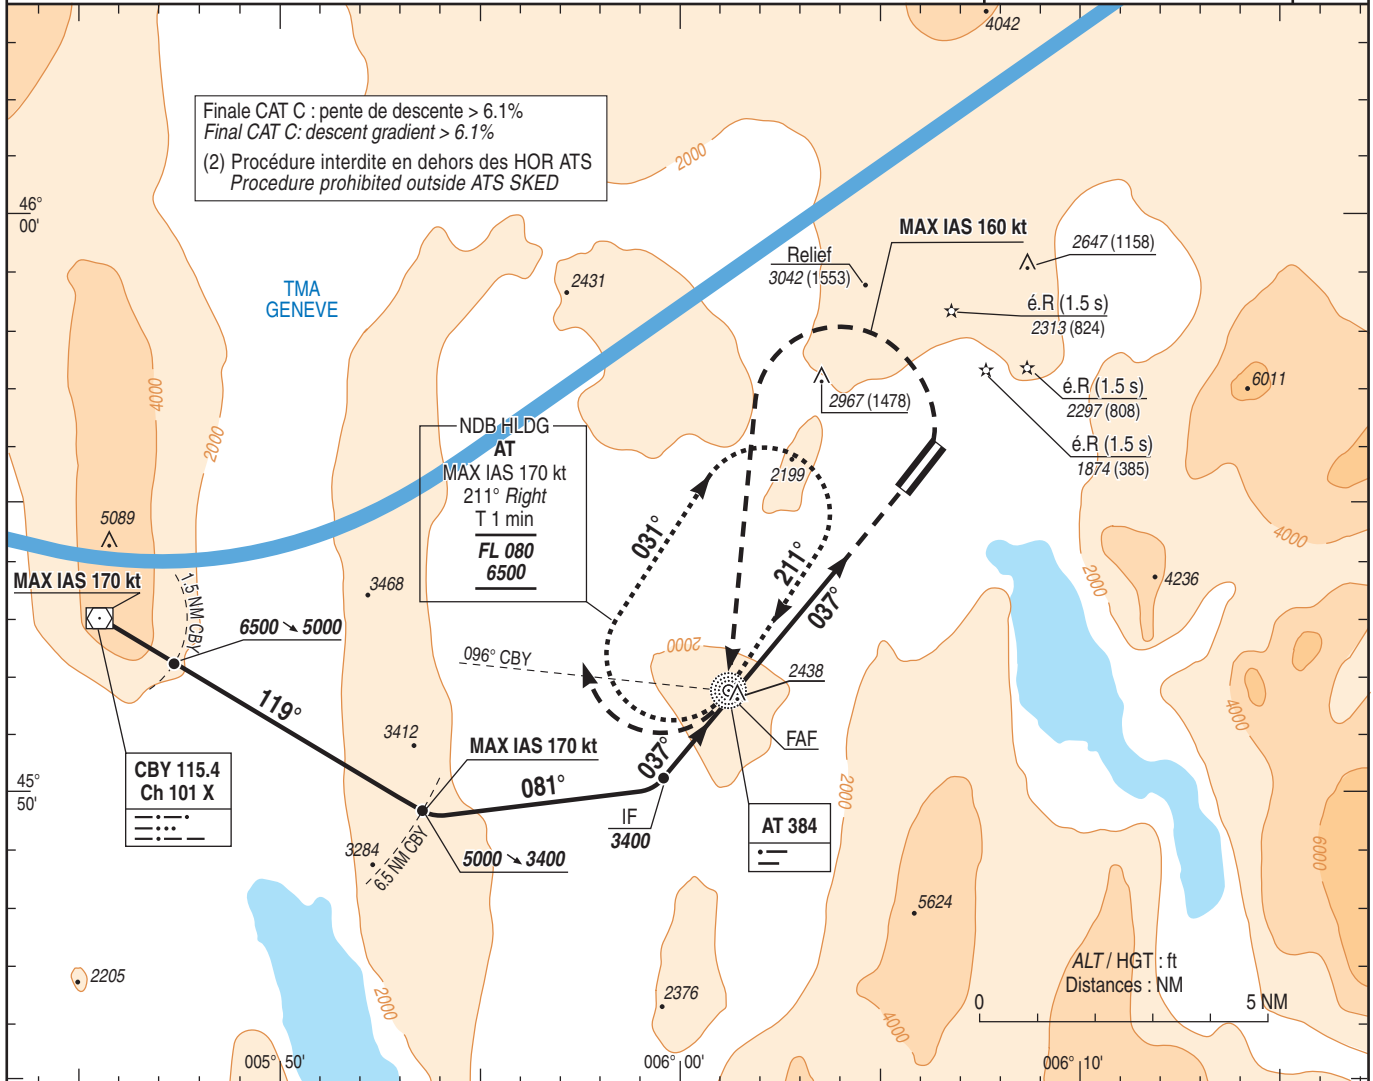 4042
Finale CAT C : pente de descente > 6.1%
Final CAT C: descent gradient > 6.1%
(2) Procédure interdite en dehors des HOR ATS
Procedure prohibited outside ATS SKED
2000
46°
00'
MAX IAS 160 kt
2647 (1158)
Relief
3042 (1553)
TMA
GENEVE
2431
é.R (1.5 s)
2313 (824)
6011
é.R (1.5 s)
2297 (808)
2967 (1478)
4000
2000
NDB HLDG
AT
MAX IAS 170 kt
211° Right
T 1 min
FL 080
6500
é.R (1.5 s)
1874 (385)
2199
5089
031°
211°
4000
MAX IAS 170 kt
1.5 NM CBY
3468
2000
4236
037°
6500 ➘ 5000
096° CBY
2000
2438
119°
4000
3412
MAX IAS 170 kt
037°
FAF
CBY 115.4
Ch 101 X
45°
50'
081°
2000
IF
3400
AT 384
3284
6.5 NM CBY
5000 ➘ 3400
6000
5624
2205
2000
2376
4000
ALT / HGT : ft
Distances : NM
0
5 NM
005° 50'
006° 00'
006° 10'